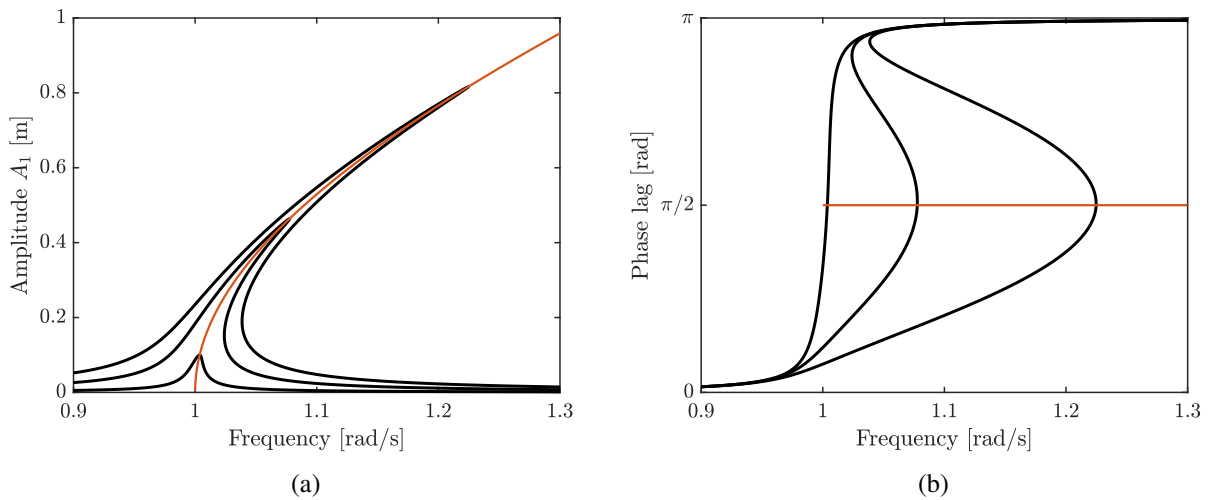 1
0.8
0.6
0.4
0.2
0
Amplitude A₁ [m]
0.9
1
1.1
1.2
1.3
Frequency [rad/s]
(a)
π
π/2
0
Phase lag [rad]
0.9
1
1.1
1.2
1.3
Frequency [rad/s]
(b)